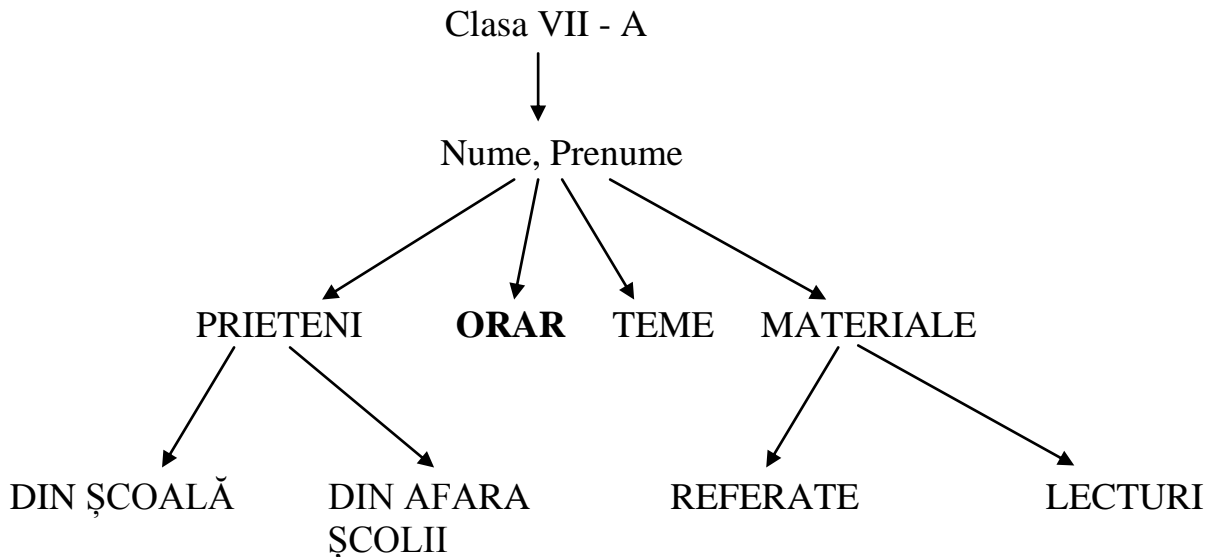 Clasa VII - A
Nume, Prenume
PRIETENI ORAR TEME MATERIALE
DIN ȘCOALĂ DIN AFARA REFERATE LECTURI
ȘCOLII